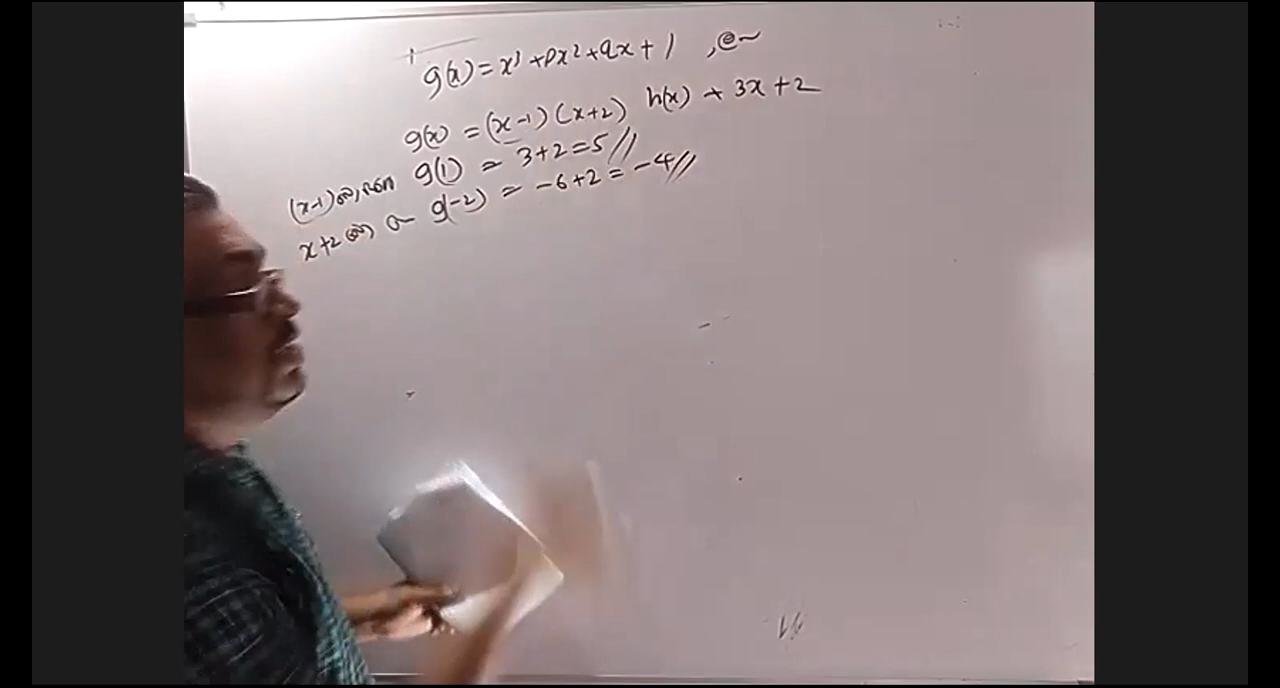 g(x) = x³ + px² + qx + 1 ,
g(x) = (x-1) (x+2) h(x) + 3x + 2
(x-1) g(1) = 3+2 = 5//
x+2 g(-2) = -6+2 = -4//